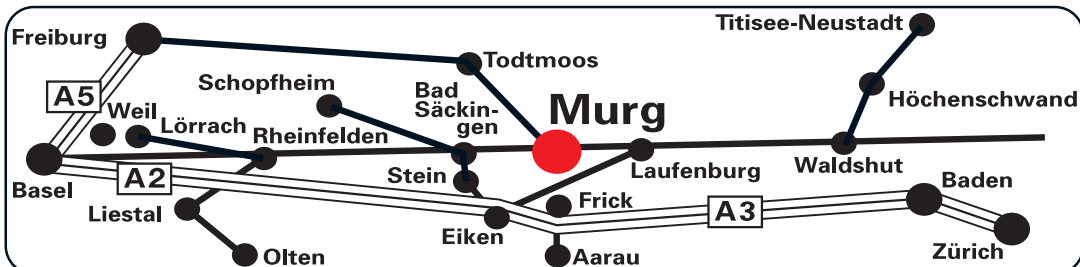 Titisee-Neustadt
Freiburg
Todtmoos
Schopfheim
Bad
Säckin-
gen
A5
Höchenschwand
Murg
Weil
Lörrach
Rheinfelden
Laufenburg
Waldshut
Basel
A2
Stein
Baden
Liestal
Frick
A3
Eiken
Zürich
Olten
Aarau